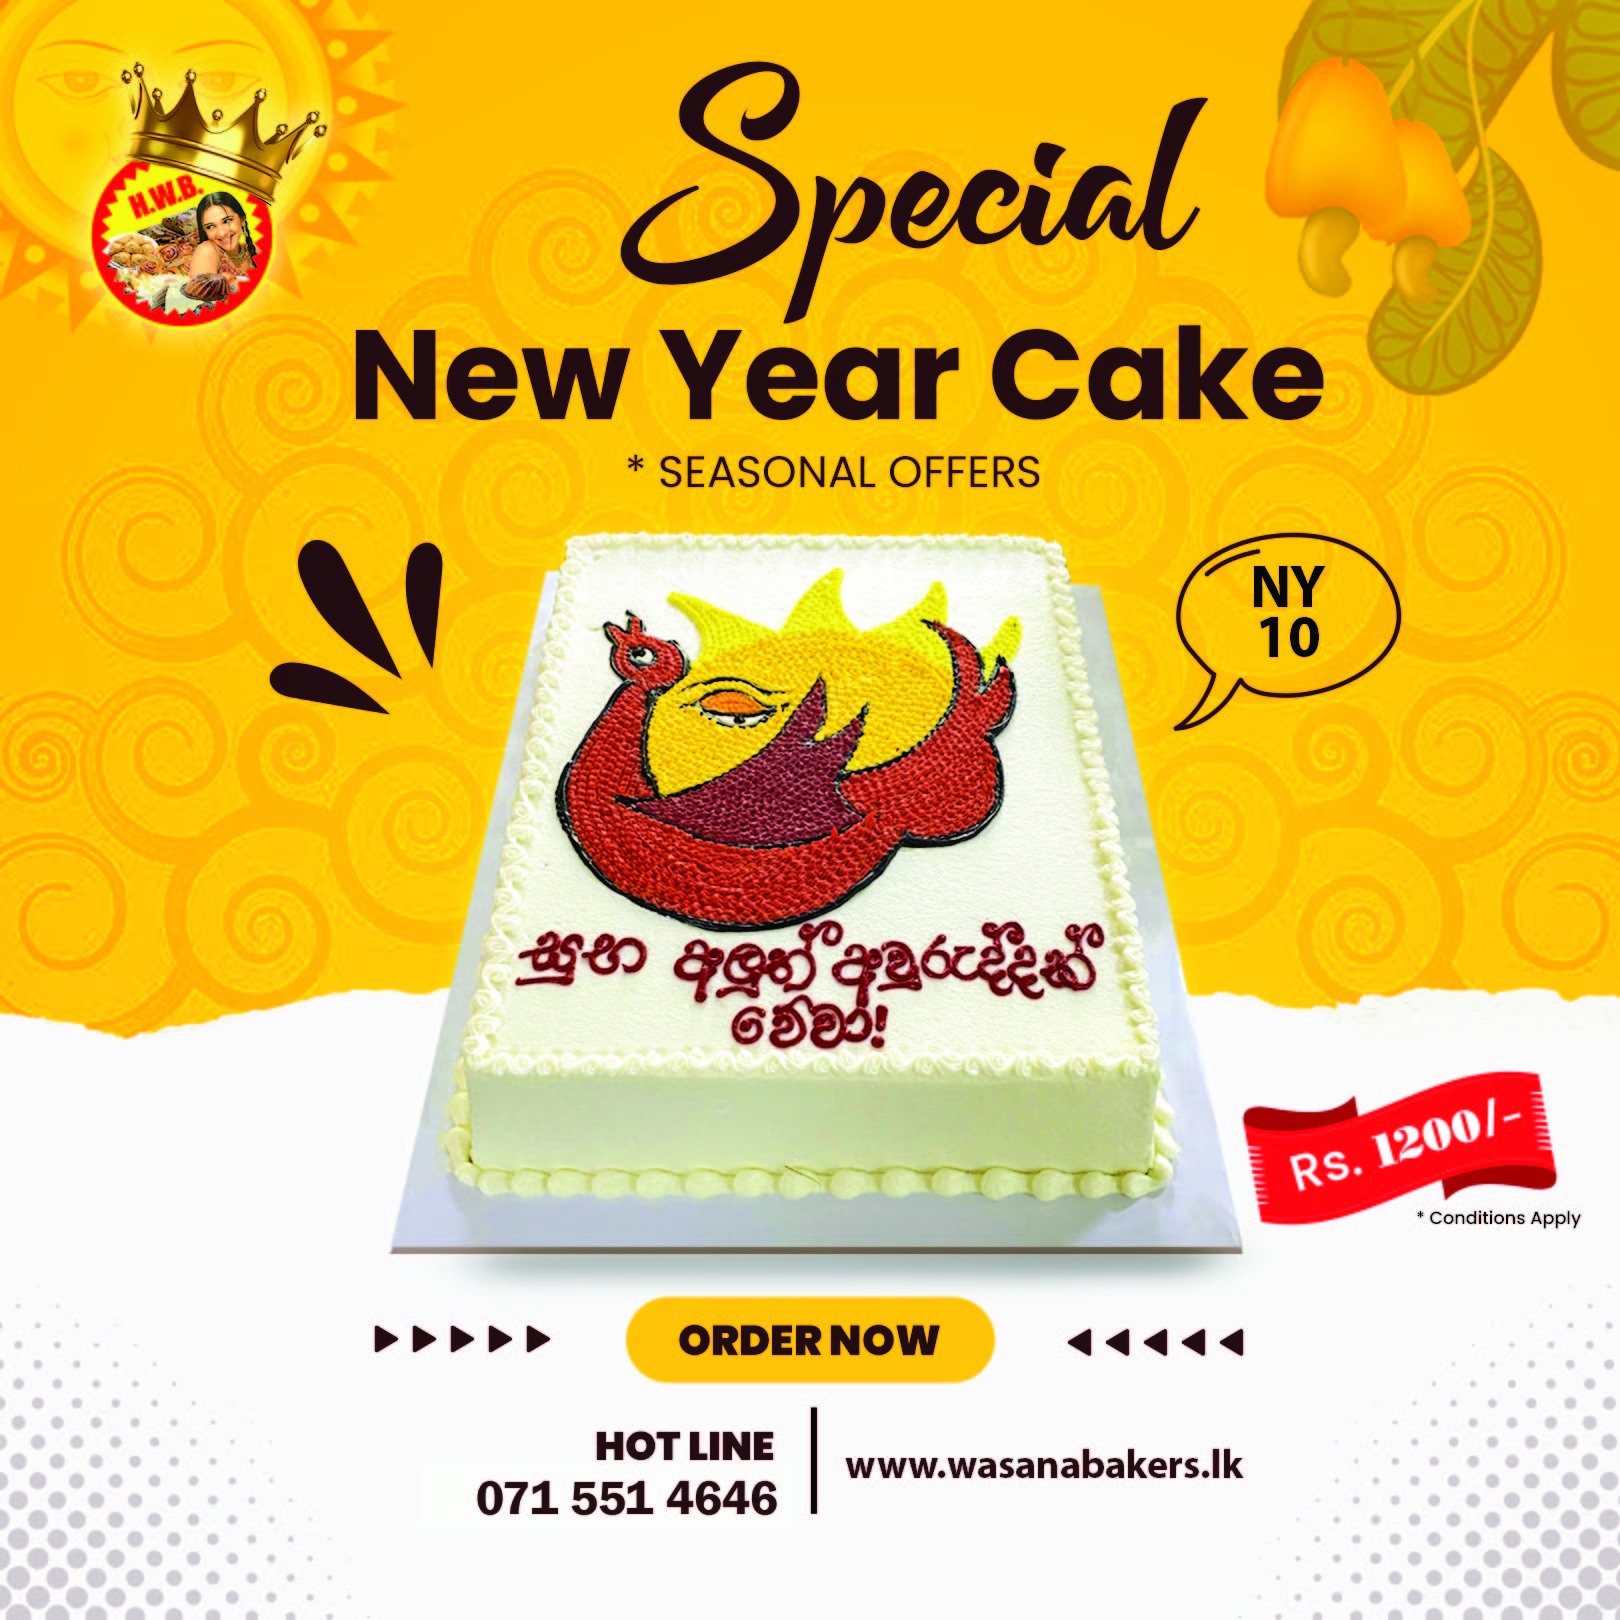 H.W.B.
Special
New Year Cake
* SEASONAL OFFERS
NY
10
සුභ අලුත් අවුරුද්දක්
වේවා!
Rs. 1200/-
* Conditions Apply
ORDER NOW
HOT LINE
071 551 4646
www.wasanabakers.lk